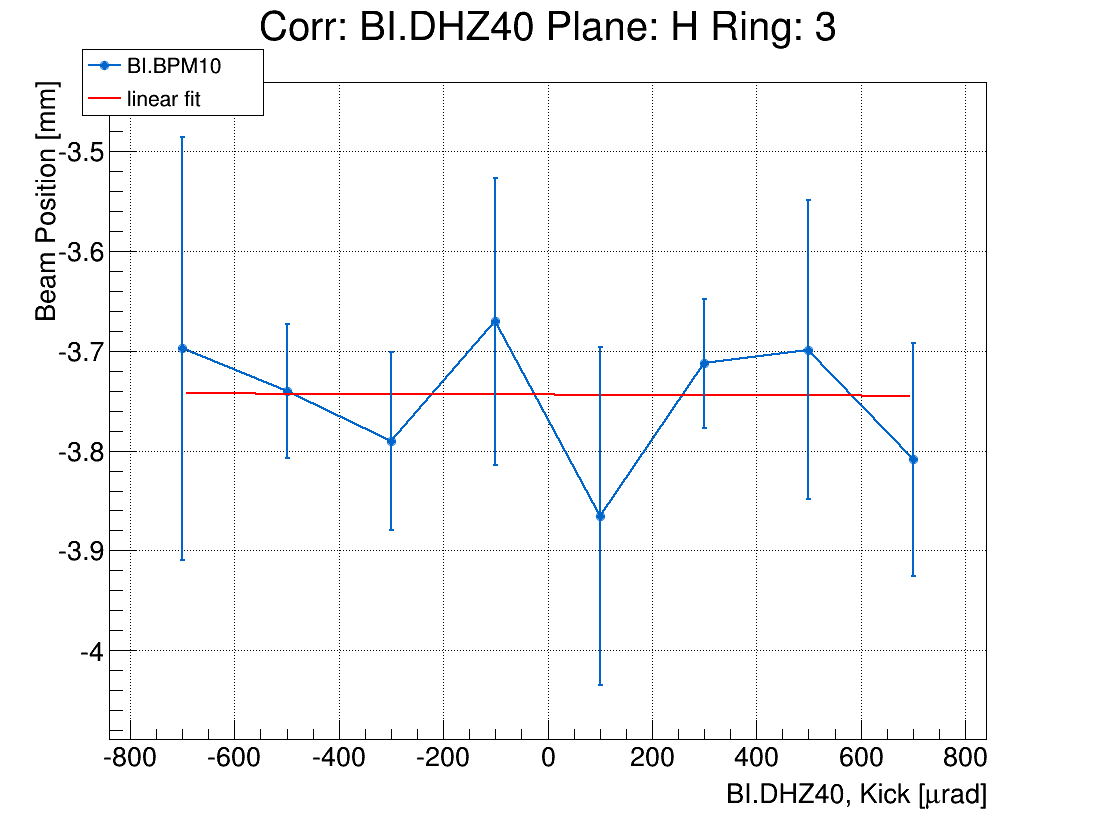 Corr: BI.DHZ40 Plane: H Ring: 3
BI.BPM10
linear fit
Beam Position [mm]
-3.5
-3.6
-3.7
-3.8
-3.9
-4
-800 -600 -400 -200 0 200 400 600 800
BI.DHZ40, Kick [μrad]